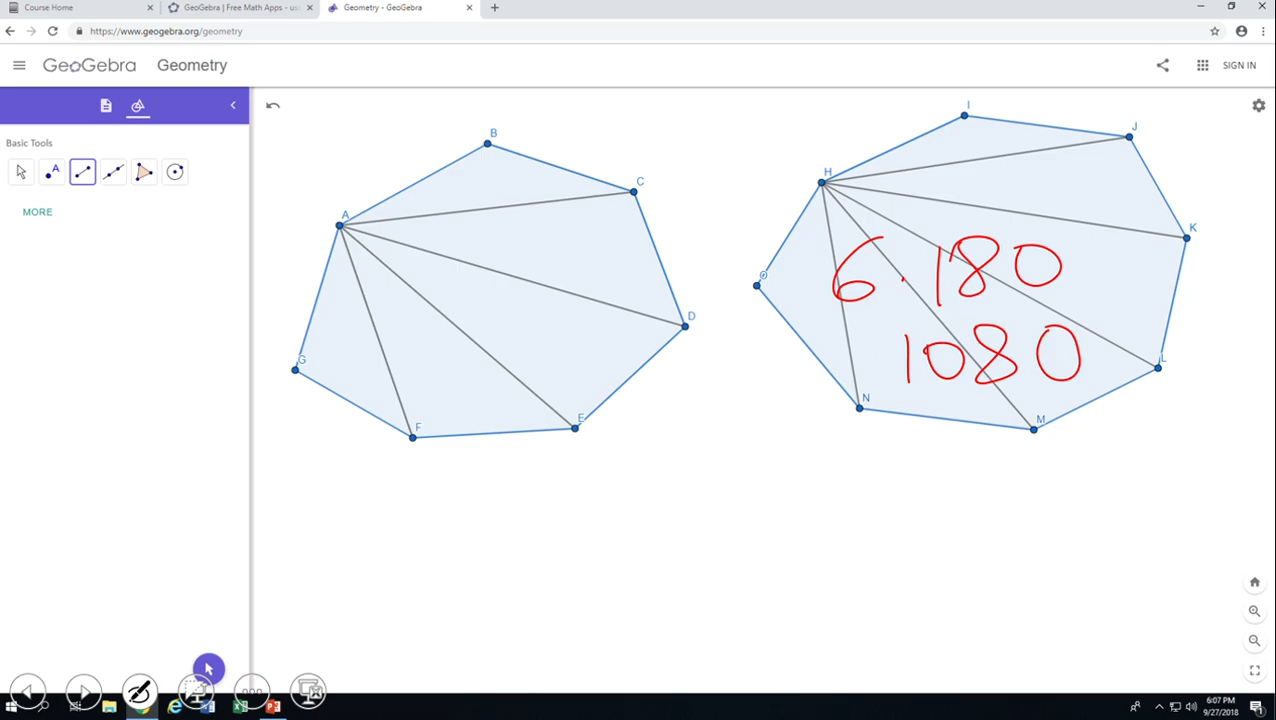 Course Home
GeoGebra | Free Math Apps - us
Geometry - GeoGebra
https://www.geogebra.org/geometry
GeoGebra
Geometry
SIGN IN
Basic Tools
A
MORE
A
B
C
D
E
F
G
H
I
J
K
L
M
N
O
6 · 180
1080
6:07 PM
9/27/2018